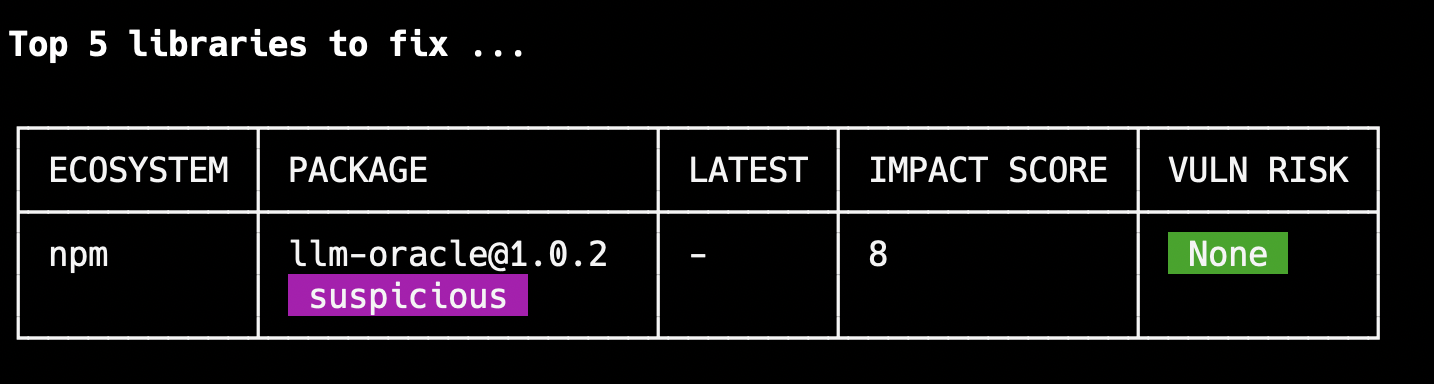 Top 5 libraries to fix ...
ECOSYSTEM PACKAGE LATEST IMPACT SCORE VULN RISK
npm llm-oracle@1.0.2 - 8 None
suspicious